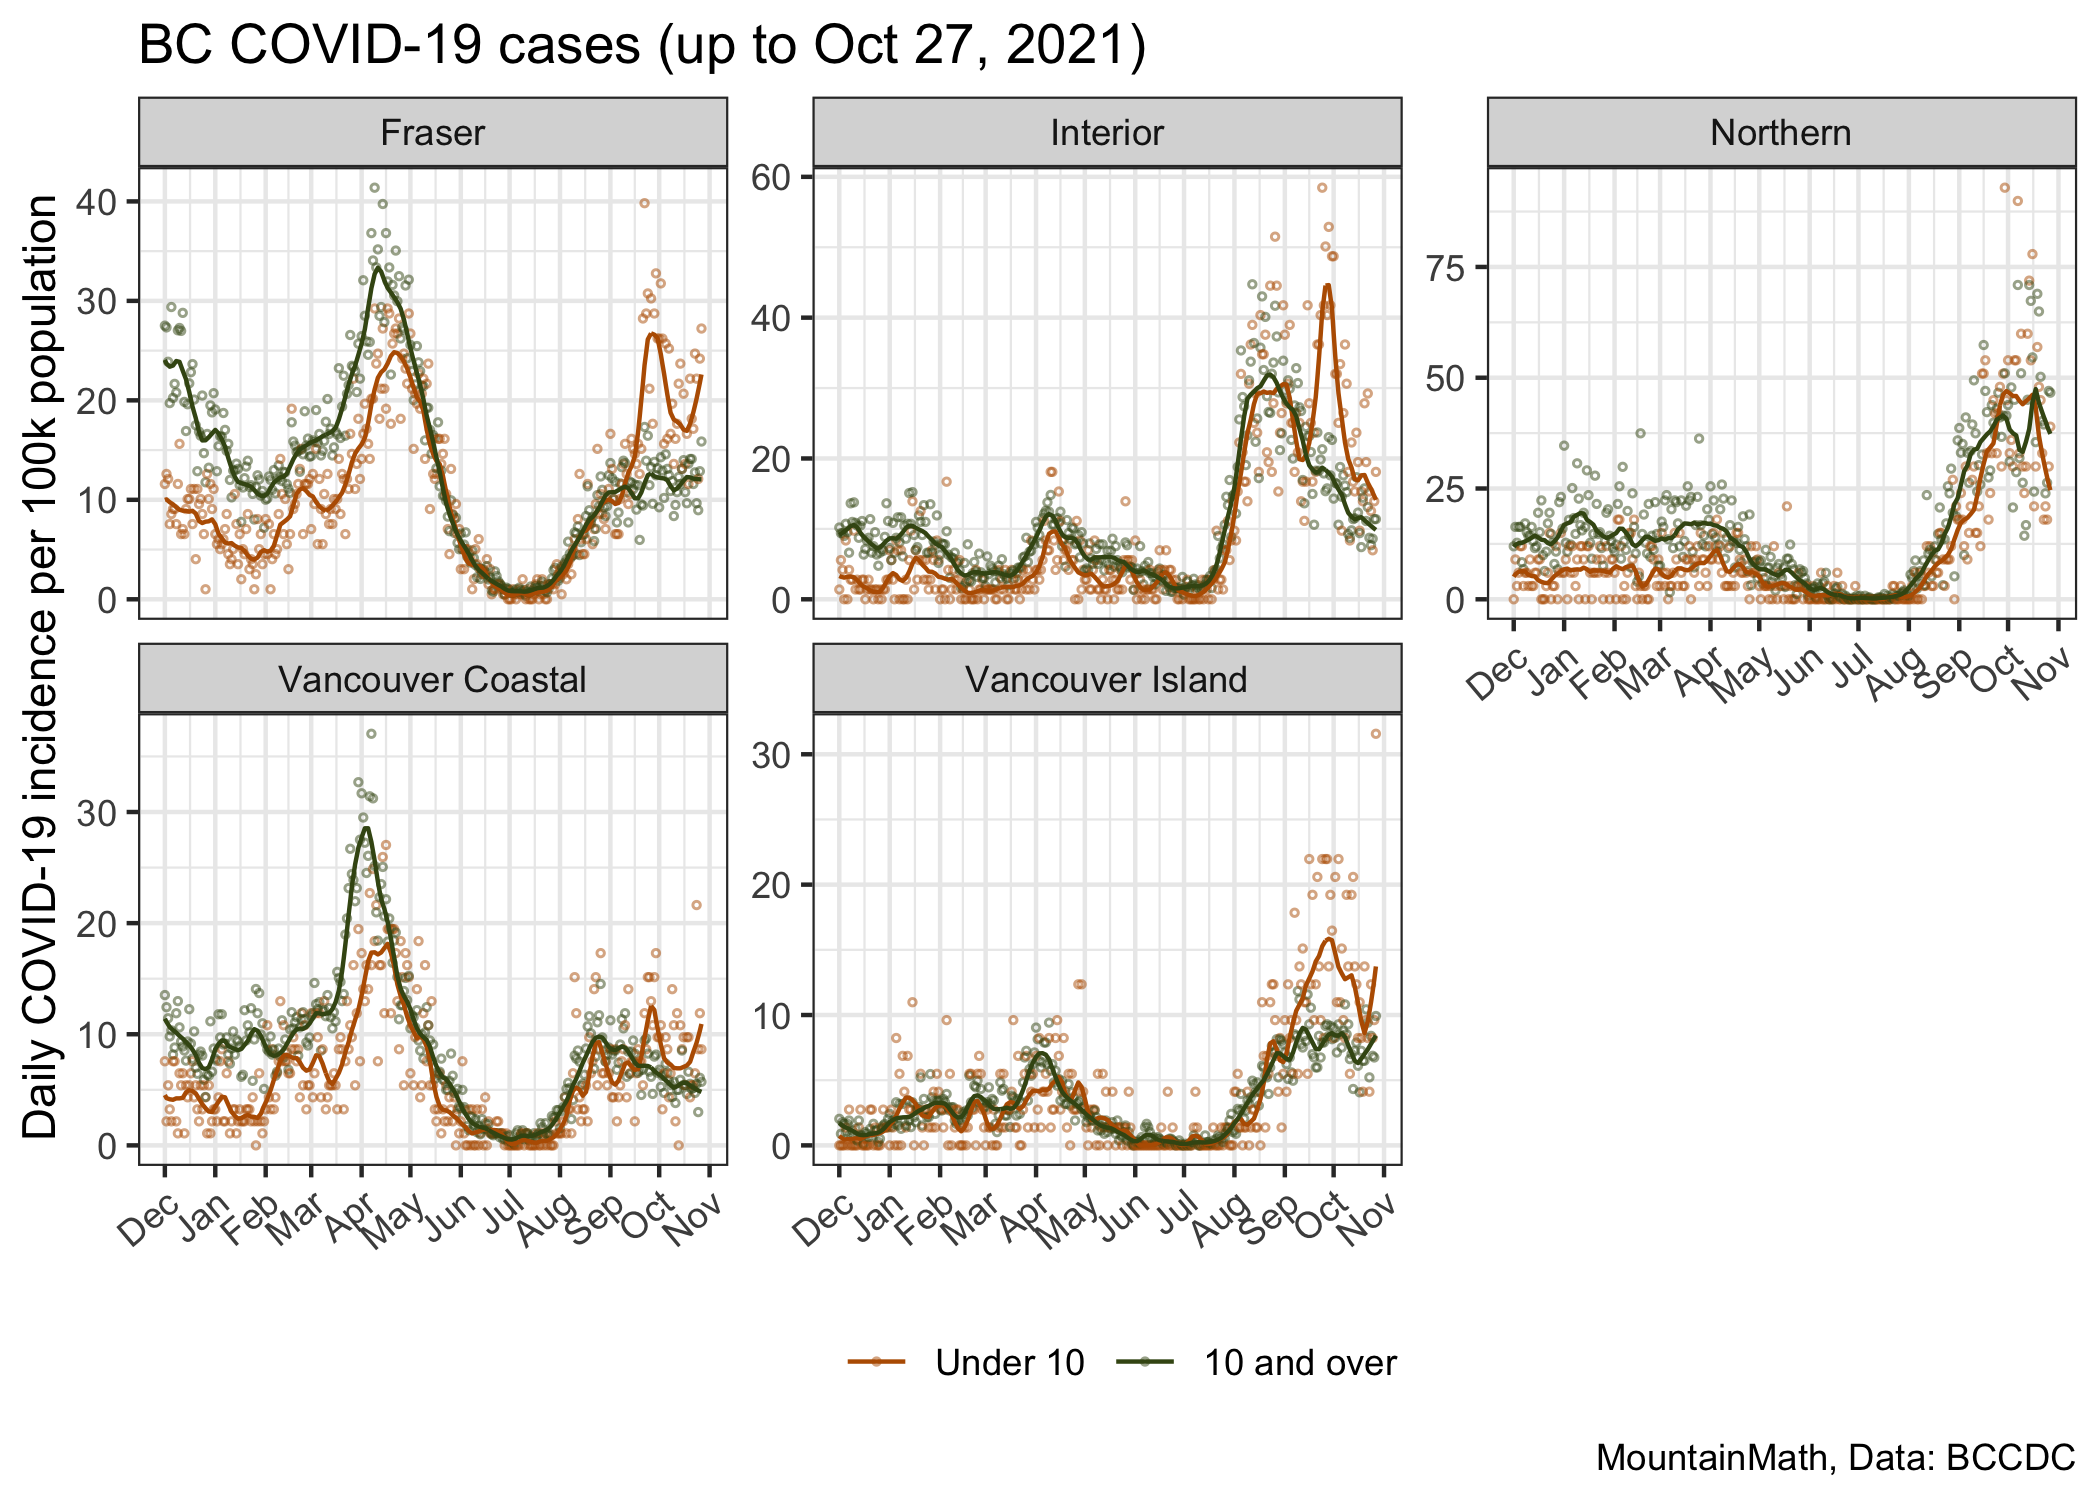 BC COVID-19 cases (up to Oct 27, 2021)
Daily COVID-19 incidence per 100k population
Fraser
40
30
20
10
0
Interior
60
40
20
0
Northern
75
50
25
0
Dec Jan Feb Mar Apr May Jun Jul Aug Sep Oct Nov
Vancouver Coastal
30
20
10
0
Dec Jan Feb Mar Apr May Jun Jul Aug Sep Oct Nov
Vancouver Island
30
20
10
0
Dec Jan Feb Mar Apr May Jun Jul Aug Sep Oct Nov
Under 10 10 and over
MountainMath, Data: BCCDC